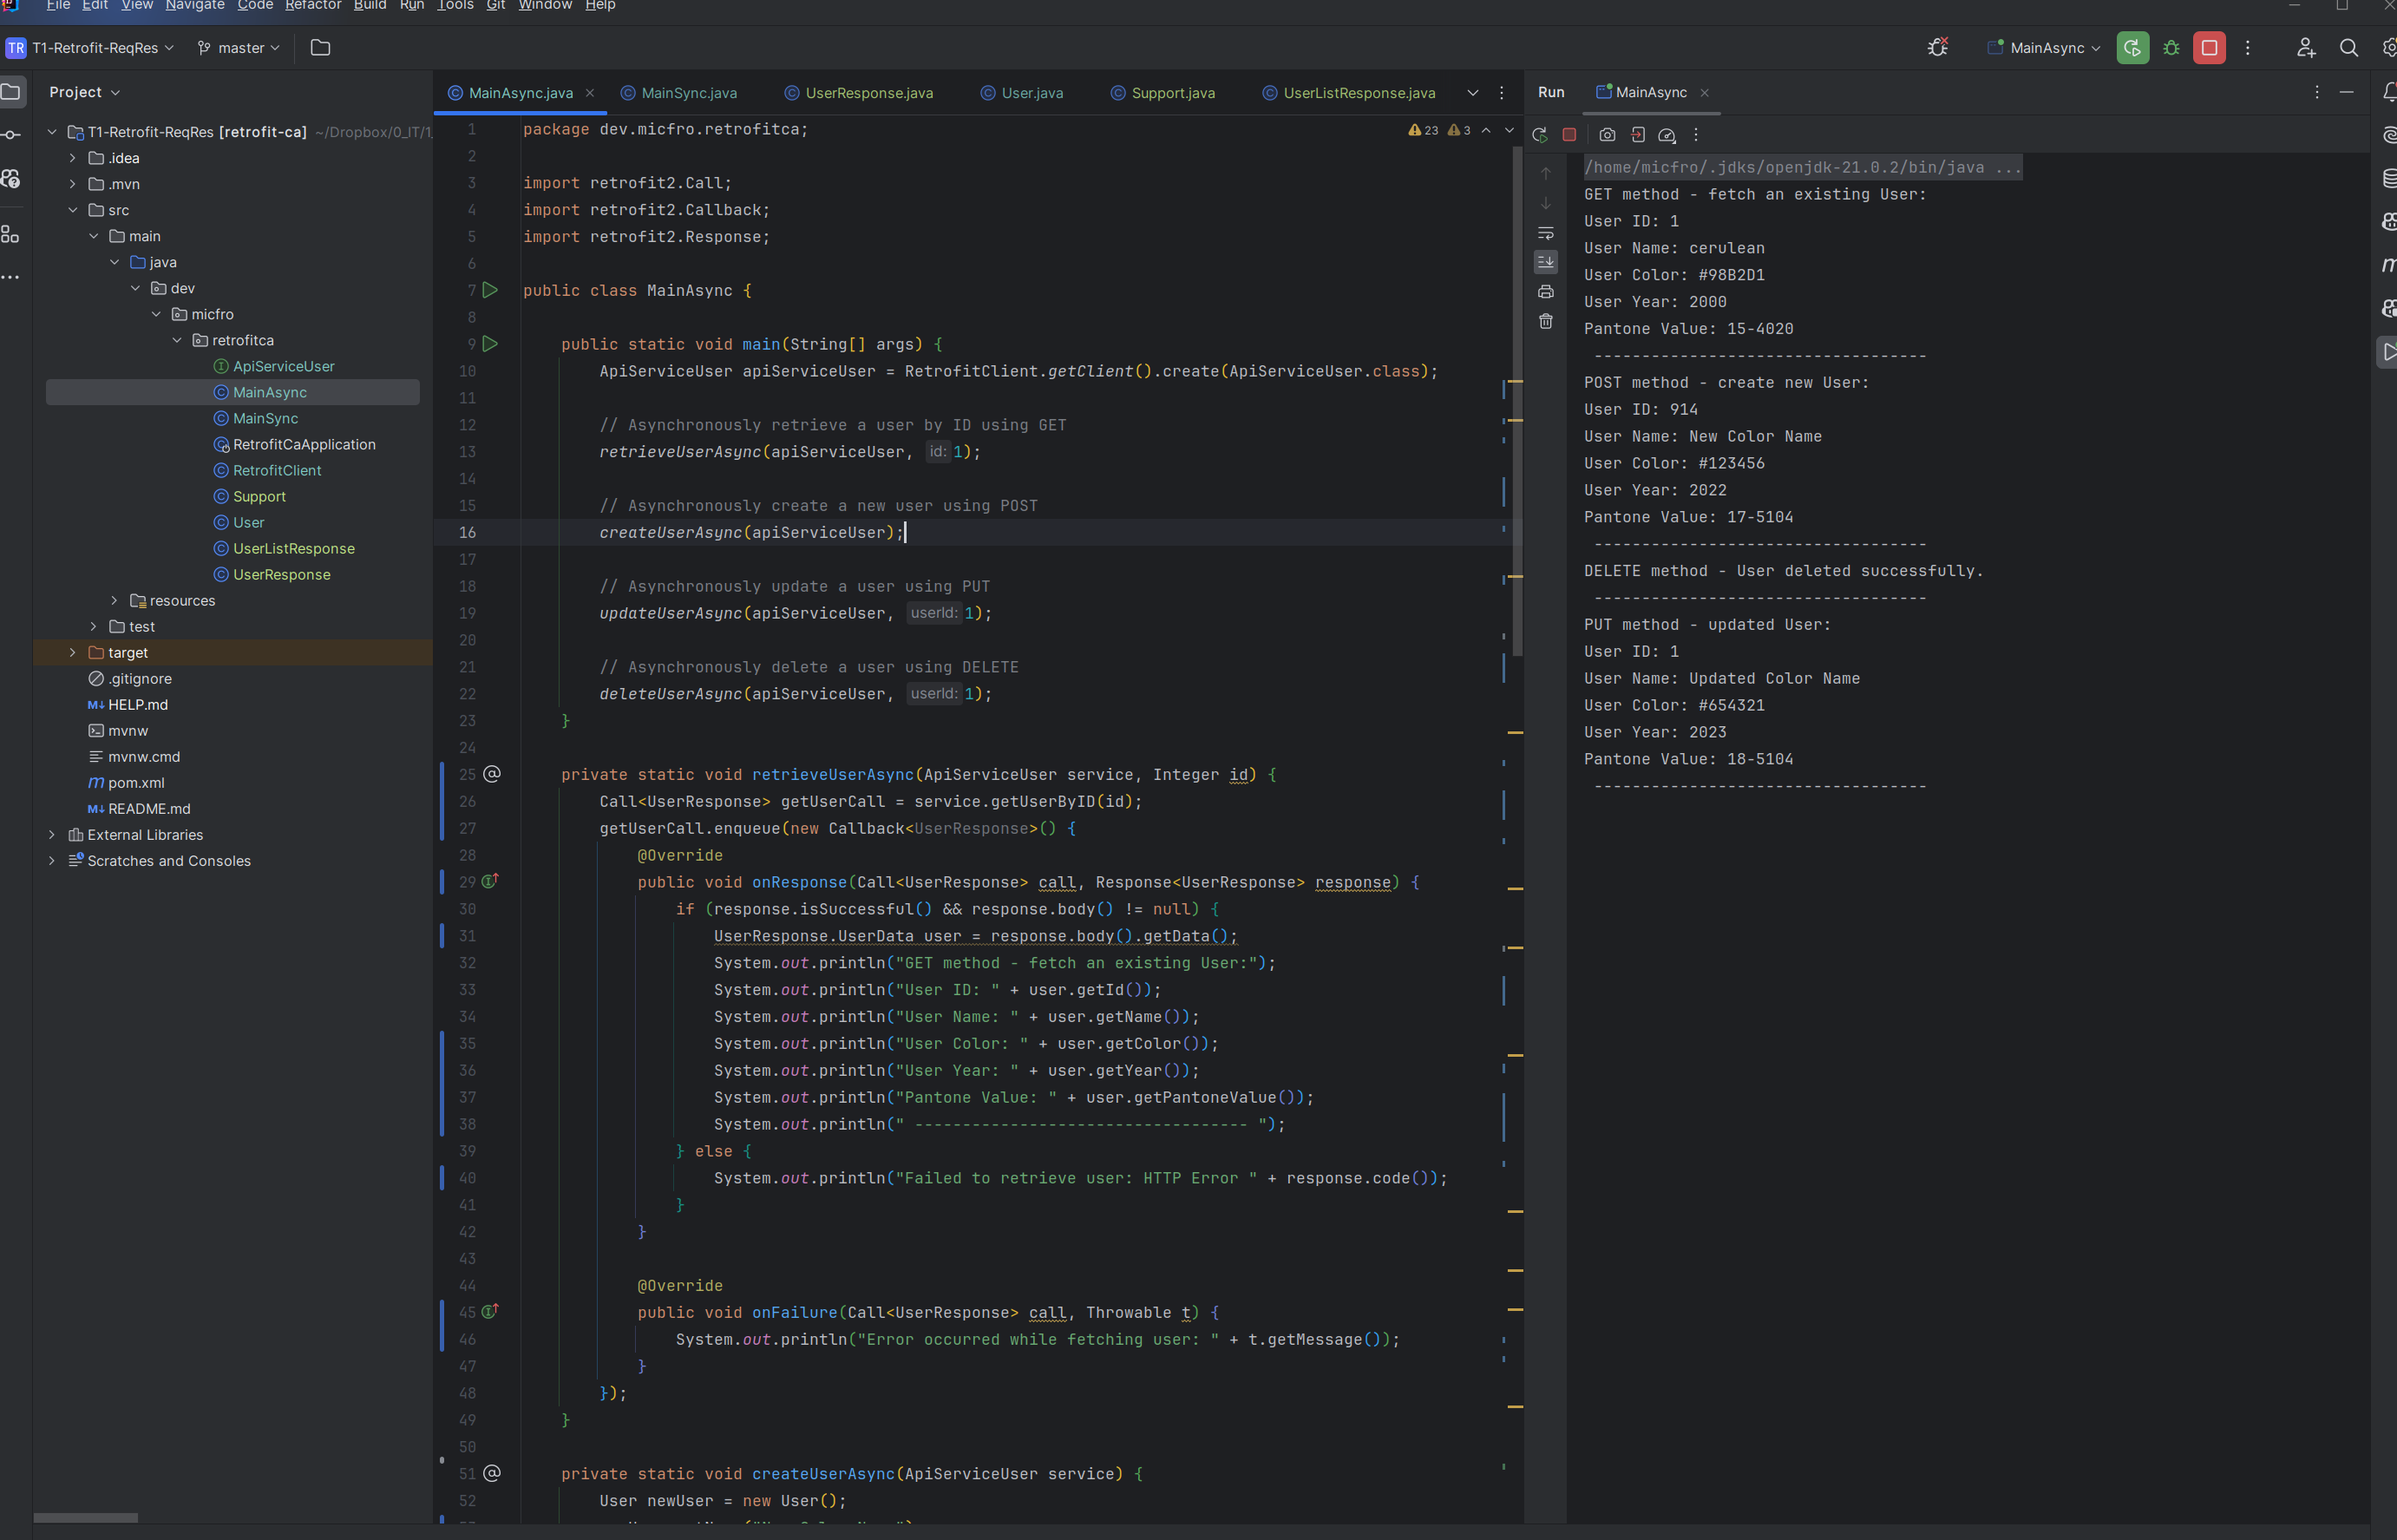 File Edit View Navigate Code Refactor Build Run Tools Git Window Help
TR T1-Retrofit-ReqRes master MainAsync
Project
T1-Retrofit-ReqRes [retrofit-ca] ~/Dropbox/0_IT/1_
.idea
.mvn
src
main
java
dev
micfro
retrofitca
ApiServiceUser
MainAsync
MainSync
RetrofitCaApplication
RetrofitClient
Support
User
UserListResponse
UserResponse
resources
test
target
.gitignore
HELP.md
mvnw
mvnw.cmd
pom.xml
README.md
External Libraries
Scratches and Consoles
MainAsync.java MainSync.java UserResponse.java User.java Support.java UserListResponse.java
23 3
1 package dev.micfro.retrofitca;
2
3 import retrofit2.Call;
4 import retrofit2.Callback;
5 import retrofit2.Response;
6
7 public class MainAsync {
8
9 public static void main(String[] args) {
10 ApiServiceUser apiServiceUser = RetrofitClient.getClient().create(ApiServiceUser.class);
11
12 // Asynchronously retrieve a user by ID using GET
13 retrieveUserAsync(apiServiceUser, id: 1);
14
15 // Asynchronously create a new user using POST
16 createUserAsync(apiServiceUser);
17
18 // Asynchronously update a user using PUT
19 updateUserAsync(apiServiceUser, userId: 1);
20
21 // Asynchronously delete a user using DELETE
22 deleteUserAsync(apiServiceUser, userId: 1);
23 }
24
25 private static void retrieveUserAsync(ApiServiceUser service, Integer id) {
26 Call<UserResponse> getUserCall = service.getUserByID(id);
27 getUserCall.enqueue(new Callback<UserResponse>() {
28 @Override
29 public void onResponse(Call<UserResponse> call, Response<UserResponse> response) {
30 if (response.isSuccessful() && response.body() != null) {
31 UserResponse.UserData user = response.body().getData();
32 System.out.println("GET method - fetch an existing User:");
33 System.out.println("User ID: " + user.getId());
34 System.out.println("User Name: " + user.getName());
35 System.out.println("User Color: " + user.getColor());
36 System.out.println("User Year: " + user.getYear());
37 System.out.println("Pantone Value: " + user.getPantoneValue());
38 System.out.println(" ----------------------------------- ");
39 } else {
40 System.out.println("Failed to retrieve user: HTTP Error " + response.code());
41 }
42 }
43
44 @Override
45 public void onFailure(Call<UserResponse> call, Throwable t) {
46 System.out.println("Error occurred while fetching user: " + t.getMessage());
47 }
48 });
49 }
50
51 private static void createUserAsync(ApiServiceUser service) {
52 User newUser = new User();
Run MainAsync
/home/micfro/.jdks/openjdk-21.0.2/bin/java ...
GET method - fetch an existing User:
User ID: 1
User Name: cerulean
User Color: #98B2D1
User Year: 2000
Pantone Value: 15-4020
-----------------------------------
POST method - create new User:
User ID: 914
User Name: New Color Name
User Color: #123456
User Year: 2022
Pantone Value: 17-5104
-----------------------------------
DELETE method - User deleted successfully.
-----------------------------------
PUT method - updated User:
User ID: 1
User Name: Updated Color Name
User Color: #654321
User Year: 2023
Pantone Value: 18-5104
-----------------------------------